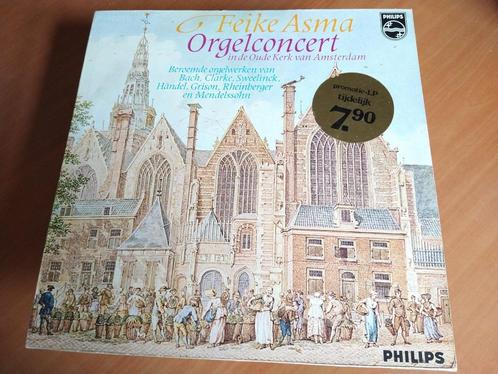 Feike Asma
Orgelconcert
in de Oude Kerk van Amsterdam
Beroemde orgelwerken van
Bach, Clarke, Sweelinck,
Händel, Grison, Rheinberger
en Mendelssohn
PHILIPS
promotie-LP
tijdelijk
7.90
PHILIPS